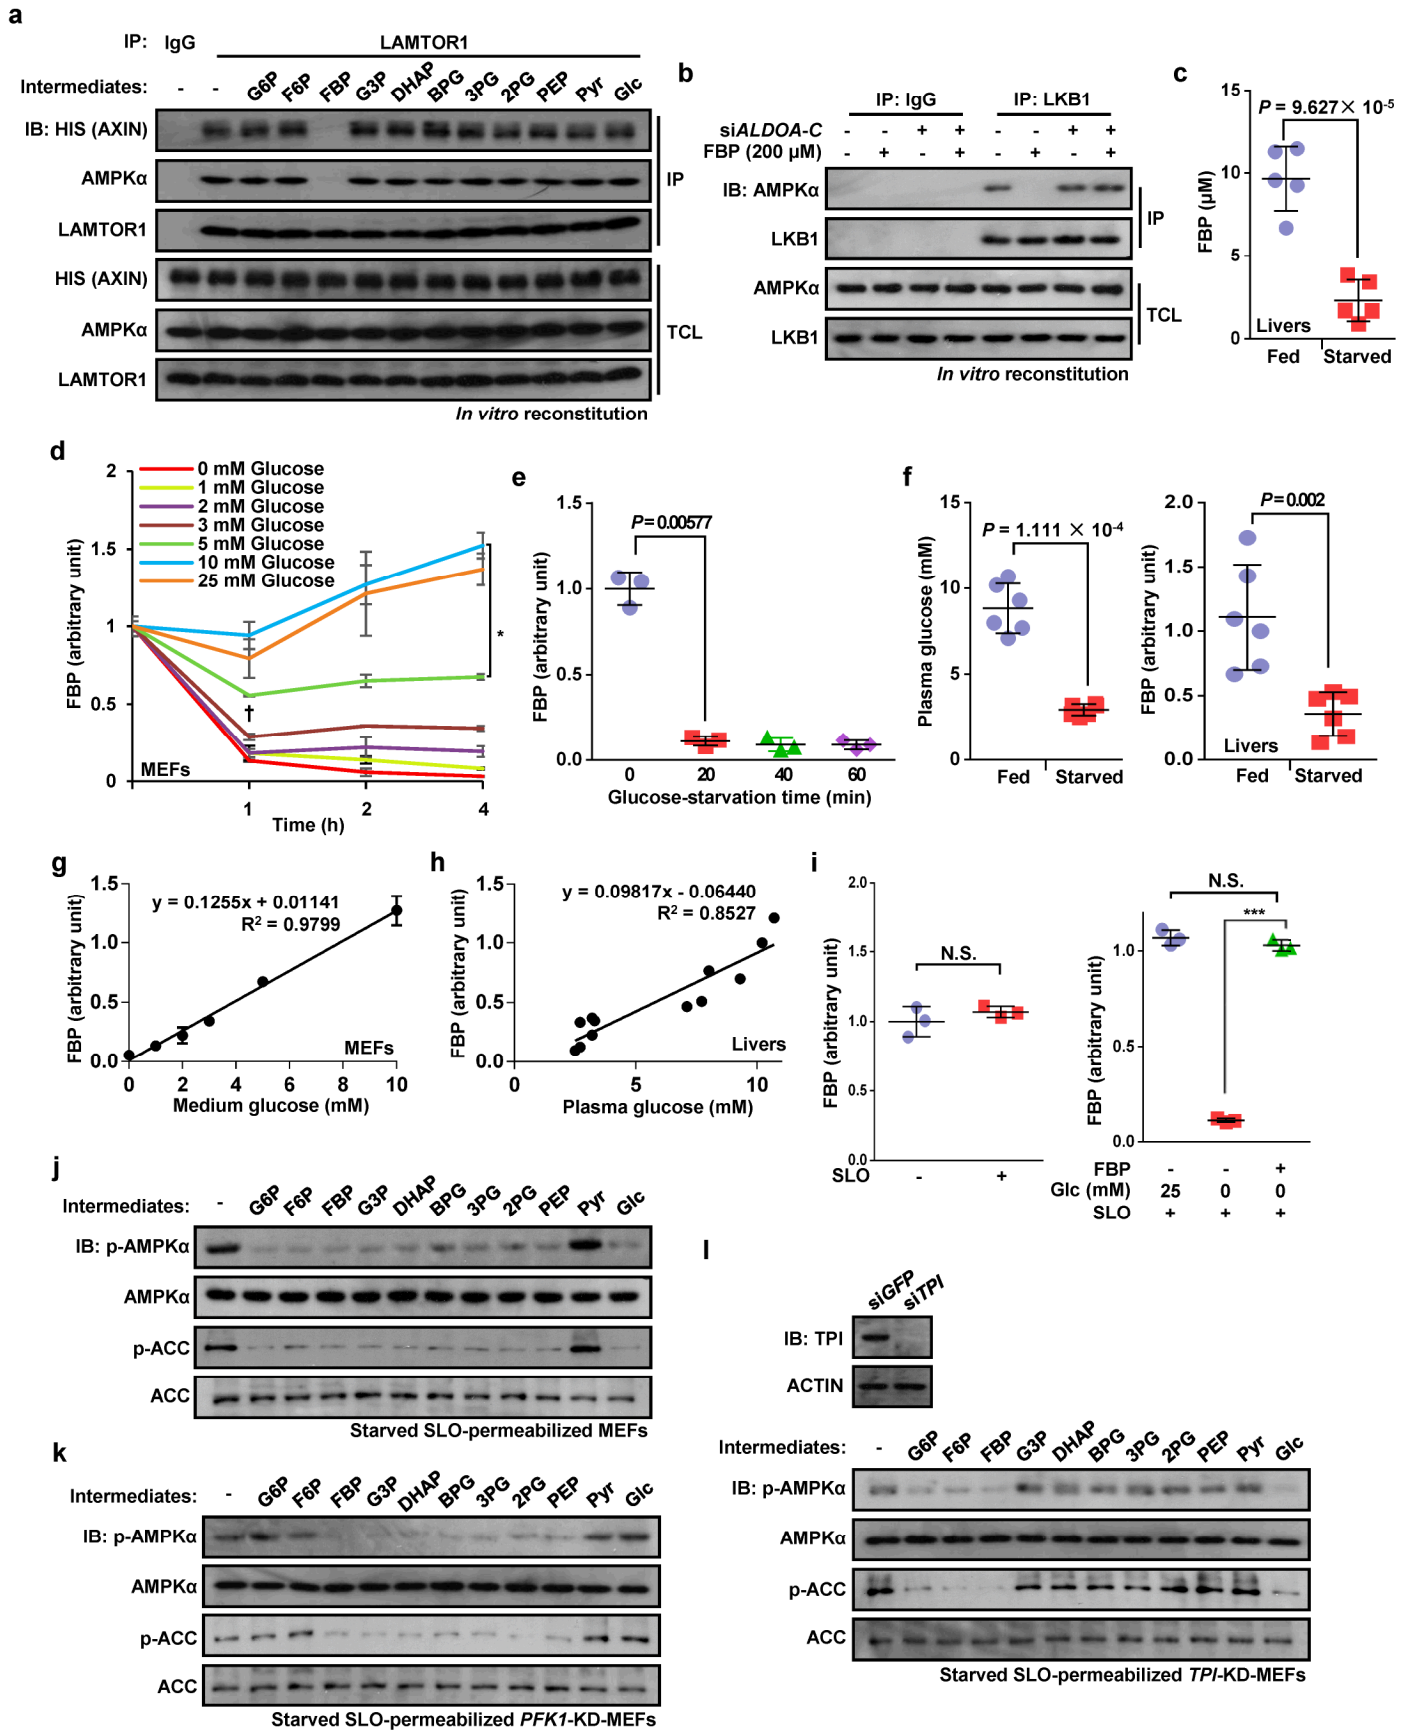 a
IP: IgG LAMTOR1
Intermediates: - - G6P F6P FBP G3P DHAP BPG 3PG 2PG PEP Pyr Glc
IB: HIS (AXIN)
AMPKα
LAMTOR1
IP
HIS (AXIN)
AMPKα
LAMTOR1
TCL
In vitro reconstitution
b
IP: IgG IP: LKB1
siALDOA-C - - + + - - + +
FBP (200 μM) - + - + - + - +
IB: AMPKα
LKB1
IP
AMPKα
LKB1
TCL
In vitro reconstitution
c
P = 9.627× 10-5
FBP (μM)
15
10
5
0
Livers
Fed Starved
d
FBP (arbitrary unit)
2
1.5
1
0.5
0
0 mM Glucose
1 mM Glucose
2 mM Glucose
3 mM Glucose
5 mM Glucose
10 mM Glucose
25 mM Glucose
*
†
MEFs
1 2 4
Time (h)
e
FBP (arbitrary unit)
1.5
1.0
0.5
0.0
P = 0.00577
0 20 40 60
Glucose-starvation time (min)
f
Plasma glucose (mM)
15
10
5
0
P = 1.111 × 10-4
Fed Starved
FBP (arbitrary unit)
2.0
1.5
1.0
0.5
0.0
P = 0.002
Livers
Fed Starved
g
FBP (arbitrary unit)
1.5
1.0
0.5
0.0
y = 0.1255x + 0.01141
R2 = 0.9799
MEFs
0 2 4 6 8 10
Medium glucose (mM)
h
FBP (arbitrary unit)
1.5
1.0
0.5
0.0
y = 0.09817x - 0.06440
R2 = 0.8527
Livers
0 5 10
Plasma glucose (mM)
i
FBP (arbitrary unit)
2.0
1.5
1.0
0.5
0.0
N.S.
SLO - +
FBP (arbitrary unit)
1.0
0.5
0.0
N.S.
***
FBP - - +
Glc (mM) 25 0 0
SLO + + +
j
Intermediates: - G6P F6P FBP G3P DHAP BPG 3PG 2PG PEP Pyr Glc
IB: p-AMPKα
AMPKα
p-ACC
ACC
Starved SLO-permeabilized MEFs
k
Intermediates: - G6P F6P FBP G3P DHAP BPG 3PG 2PG PEP Pyr Glc
IB: p-AMPKα
AMPKα
p-ACC
ACC
Starved SLO-permeabilized PFK1-KD-MEFs
l
siGFP siTPI
IB: TPI
ACTIN
Intermediates: - G6P F6P FBP G3P DHAP BPG 3PG 2PG PEP Pyr Glc
IB: p-AMPKα
AMPKα
p-ACC
ACC
Starved SLO-permeabilized TPI-KD-MEFs